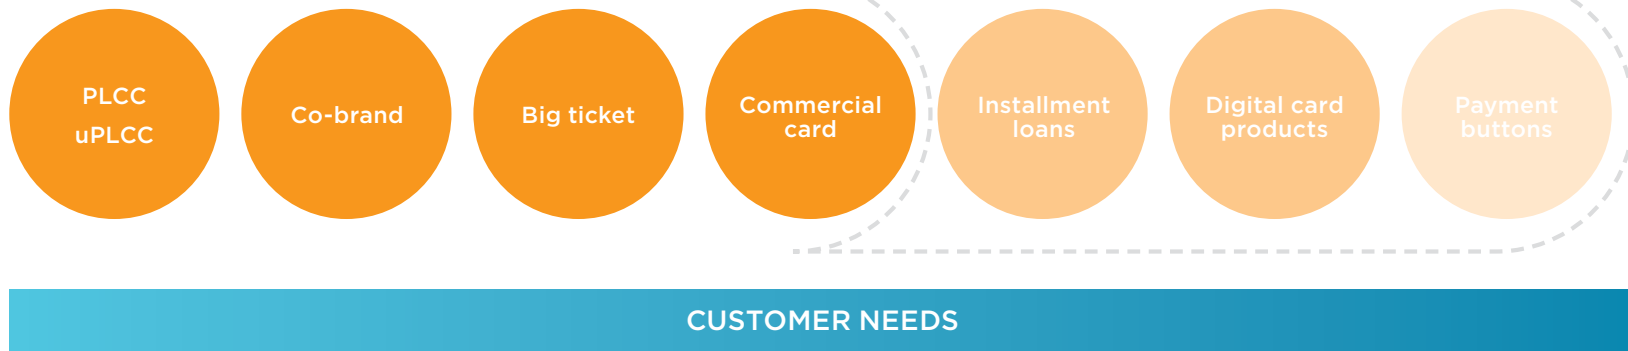 PLCC
uPLCC
Co-brand
Big ticket
Commercial
card
Installment
loans
Digital card
products
Payment
buttons
CUSTOMER NEEDS